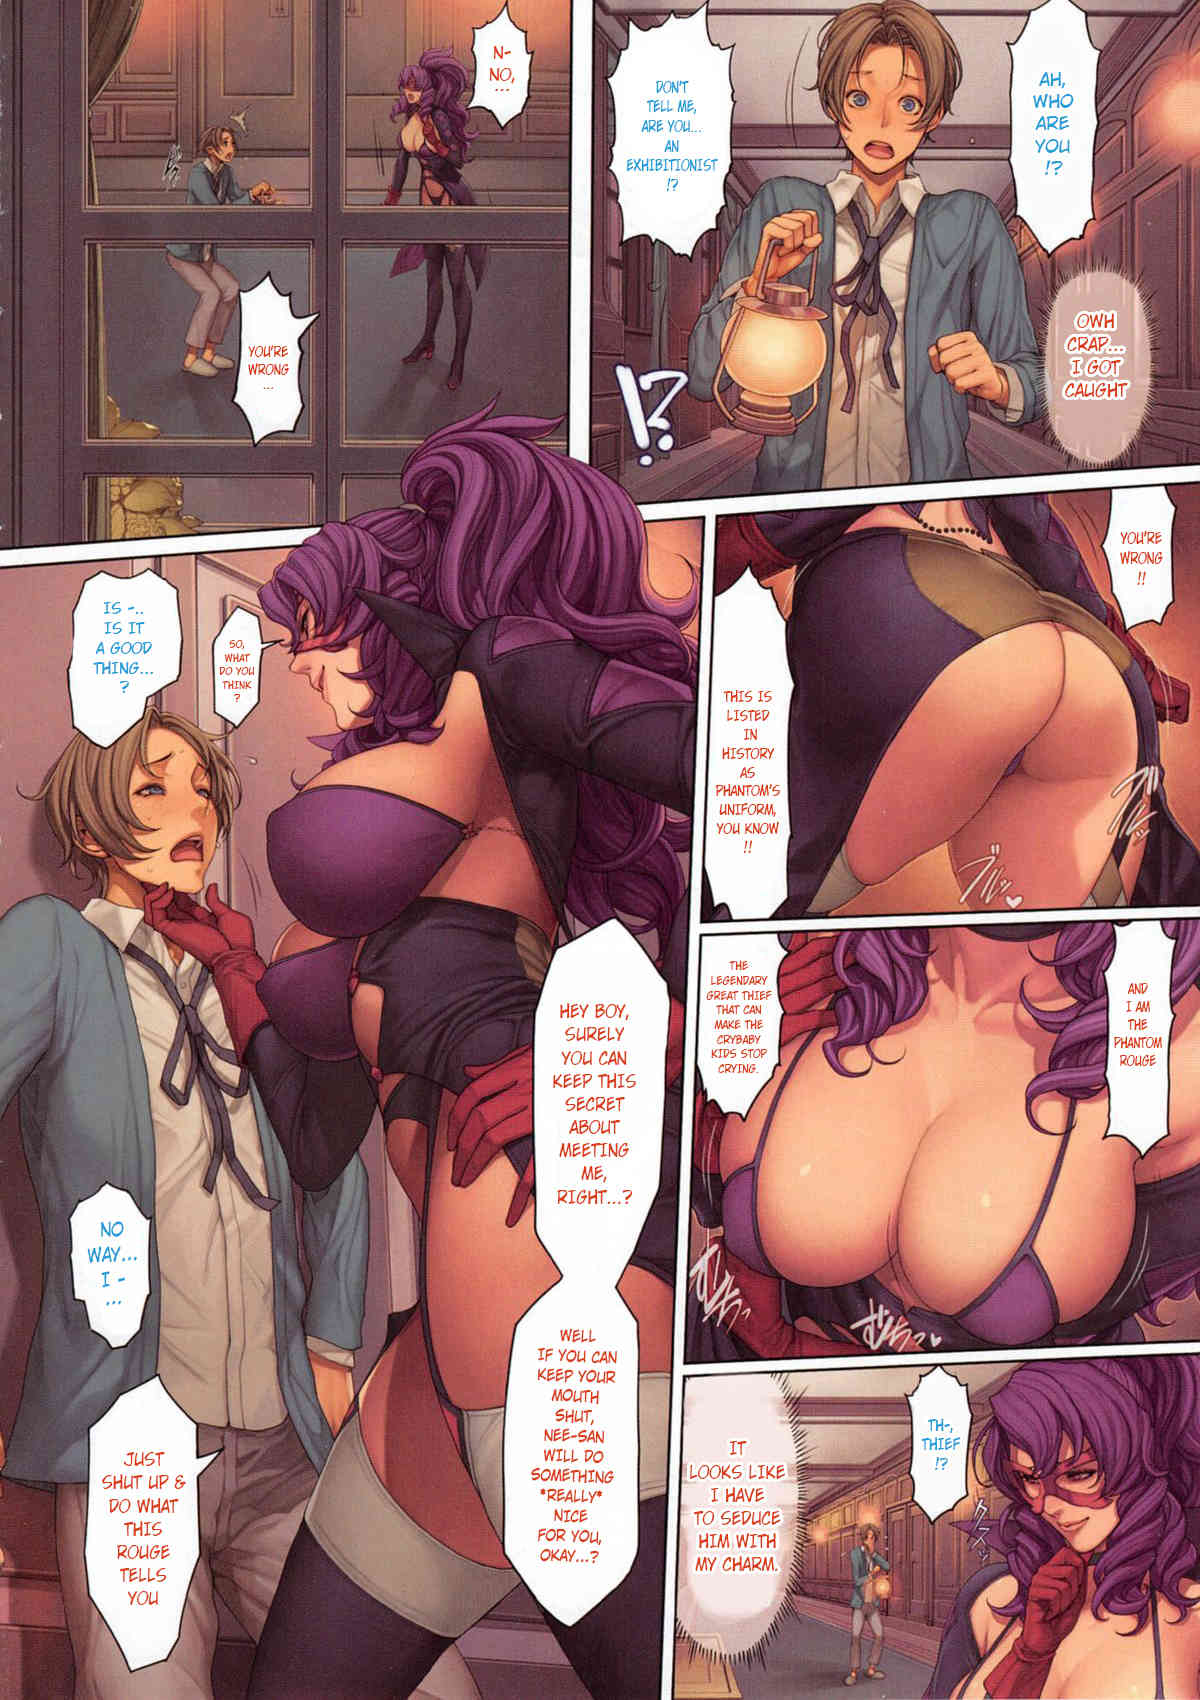 AH,
WHO
ARE
YOU
!?
OWH
CRAP...
I GOT
CAUGHT
DON'T
TELL ME,
ARE YOU...
AN
EXHIBITIONIST
!?
!?
N-
NO,
...
YOU'RE
WRONG
...
YOU'RE
WRONG
!!
THIS IS
LISTED
IN
HISTORY
AS
PHANTOM'S
UNIFORM,
YOU KNOW
!!
AND
I AM
THE
PHANTOM
ROUGE
THE
LEGENDARY
GREAT THIEF
THAT CAN
MAKE THE
CRYBABY
KIDS STOP
CRYING.
TH-,
THIEF
!?
IT
LOOKS LIKE
I HAVE
TO SEDUCE
HIM WITH
MY CHARM.
HEY BOY,
SURELY
YOU CAN
KEEP THIS
SECRET
ABOUT
MEETING
ME,
RIGHT...?
WELL
IF YOU CAN
KEEP YOUR
MOUTH
SHUT,
NEE-SAN
WILL DO
SOMETHING
*REALLY*
NICE
FOR YOU,
OKAY...?
SO,
WHAT
DO YOU
THINK
?
IS -..
IS IT
A GOOD
THING...
?
NO
WAY...
I -
...
JUST
SHUT UP &
DO WHAT
THIS
ROUGE
TELLS
YOU